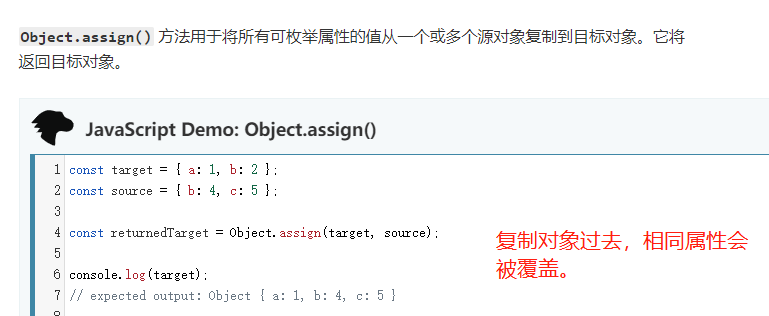 Object.assign() 方法用于将所有可枚举属性的值从一个或多个源对象复制到目标对象。它将
返回目标对象。
JavaScript Demo: Object.assign()
1 const target = { a: 1, b: 2 };
2 const source = { b: 4, c: 5 };
3
4 const returnedTarget = Object.assign(target, source);
5
6 console.log(target);
7 // expected output: Object { a: 1, b: 4, c: 5 }
复制对象过去，相同属性会
被覆盖。